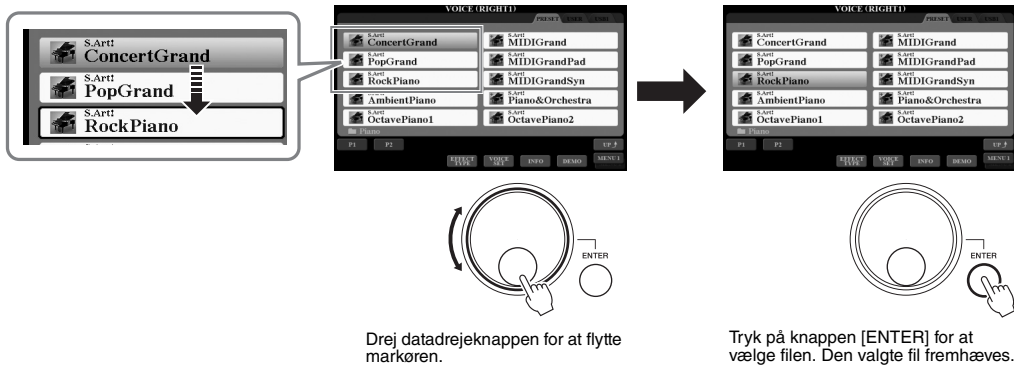 S.Art!
ConcertGrand
S.Art!
PopGrand
S.Art!
RockPiano
VOICE (RIGHT1)
PRESET USER USB1
S.Art!
ConcertGrand
S.Art!
MIDIGrand
S.Art!
PopGrand
S.Art!
MIDIGrandPad
S.Art!
RockPiano
S.Art!
MIDIGrandSyn
S.Art!
AmbientPiano
S.Art!
Piano&Orchestra
S.Art!
OctavePiano1
S.Art!
OctavePiano2
Piano
P1 P2 UP
EFFECT TYPE VOICE SET INFO DEMO MENU 1
ENTER
Drej datadrejeknappen for at flytte
markøren.
VOICE (RIGHT1)
PRESET USER USB1
S.Art!
ConcertGrand
S.Art!
MIDIGrand
S.Art!
PopGrand
S.Art!
MIDIGrandPad
S.Art!
RockPiano
S.Art!
MIDIGrandSyn
S.Art!
AmbientPiano
S.Art!
Piano&Orchestra
S.Art!
OctavePiano1
S.Art!
OctavePiano2
Piano
P1 P2 UP
EFFECT TYPE VOICE SET INFO DEMO MENU 1
ENTER
Tryk på knappen [ENTER] for at
vælge filen. Den valgte fil fremhæves.